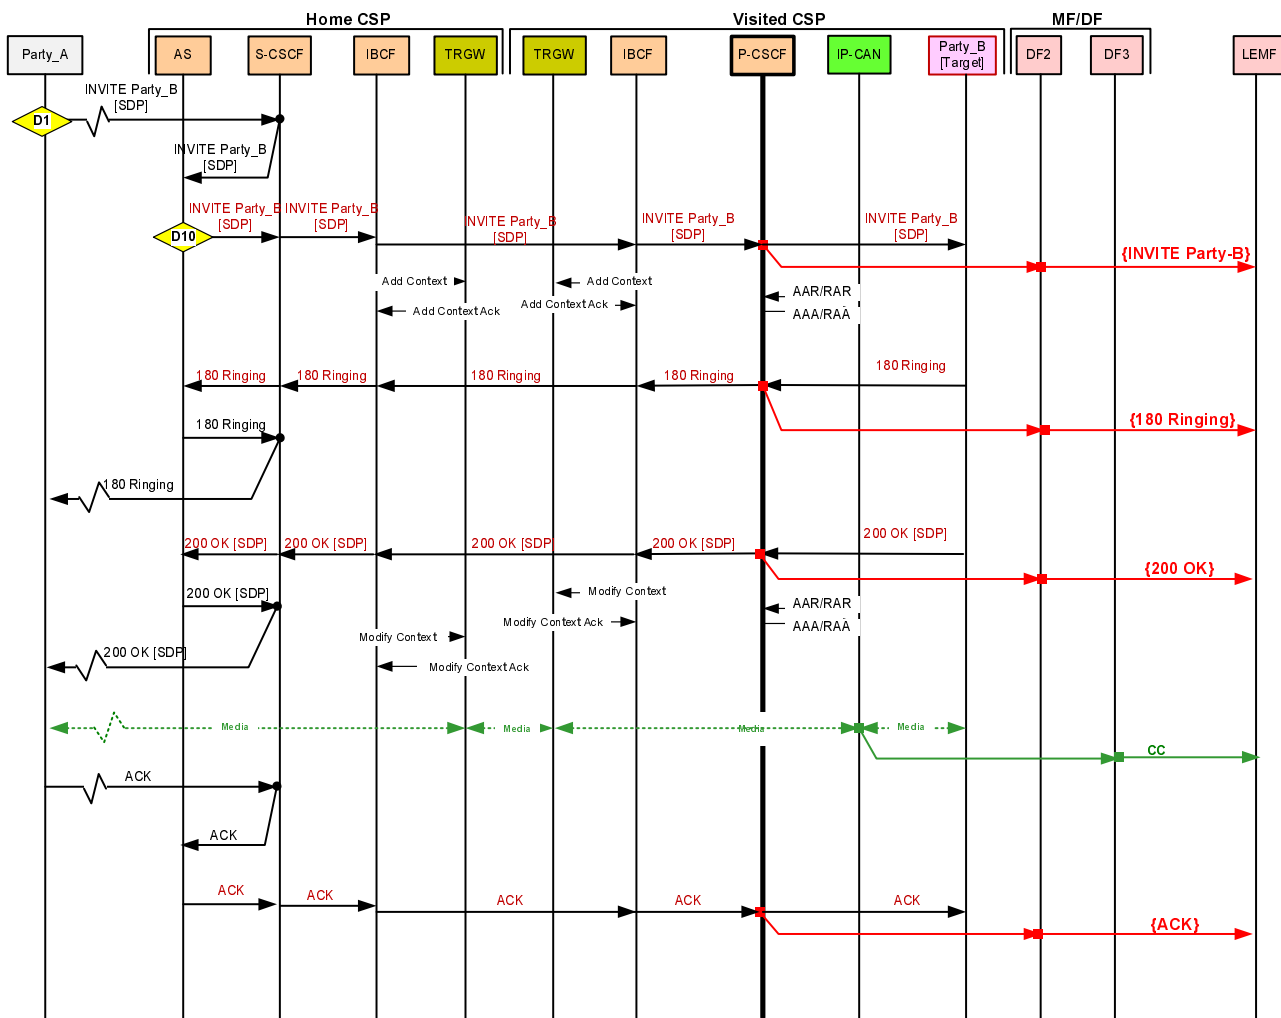 Home CSP
Visited CSP
MF/DF
Party_A
AS
S-CSCF
IBCF
TRGW
TRGW
IBCF
P-CSCF
IP-CAN
Party_B
[Target]
DF2
DF3
LEMF
INVITE Party_B
[SDP]
D1
INVITE Party_B
[SDP]
INVITE Party_B
[SDP]
INVITE Party_B
[SDP]
NVITE Party_B
[SDP]
INVITE Party_B
[SDP]
INVITE Party_B
[SDP]
D10
{INVITE Party-B}
Add Context
Add Context
AAR/RAR
Add Context Ack
Add Context Ack
AAA/RAA
180 Ringing
180 Ringing
180 Ringing
180 Ringing
180 Ringing
180 Ringing
{180 Ringing}
180 Ringing
200 OK [SDP]
200 OK [SDP]
200 OK [SDP]
200 OK [SDP]
200 OK [SDP]
{200 OK}
200 OK [SDP]
Modify Context
AAR/RAR
Modify Context Ack
AAA/RAA
Modify Context
200 OK [SDP]
Modify Context Ack
Media
Media
Media
Media
CC
ACK
ACK
ACK
ACK
ACK
ACK
ACK
{ACK}